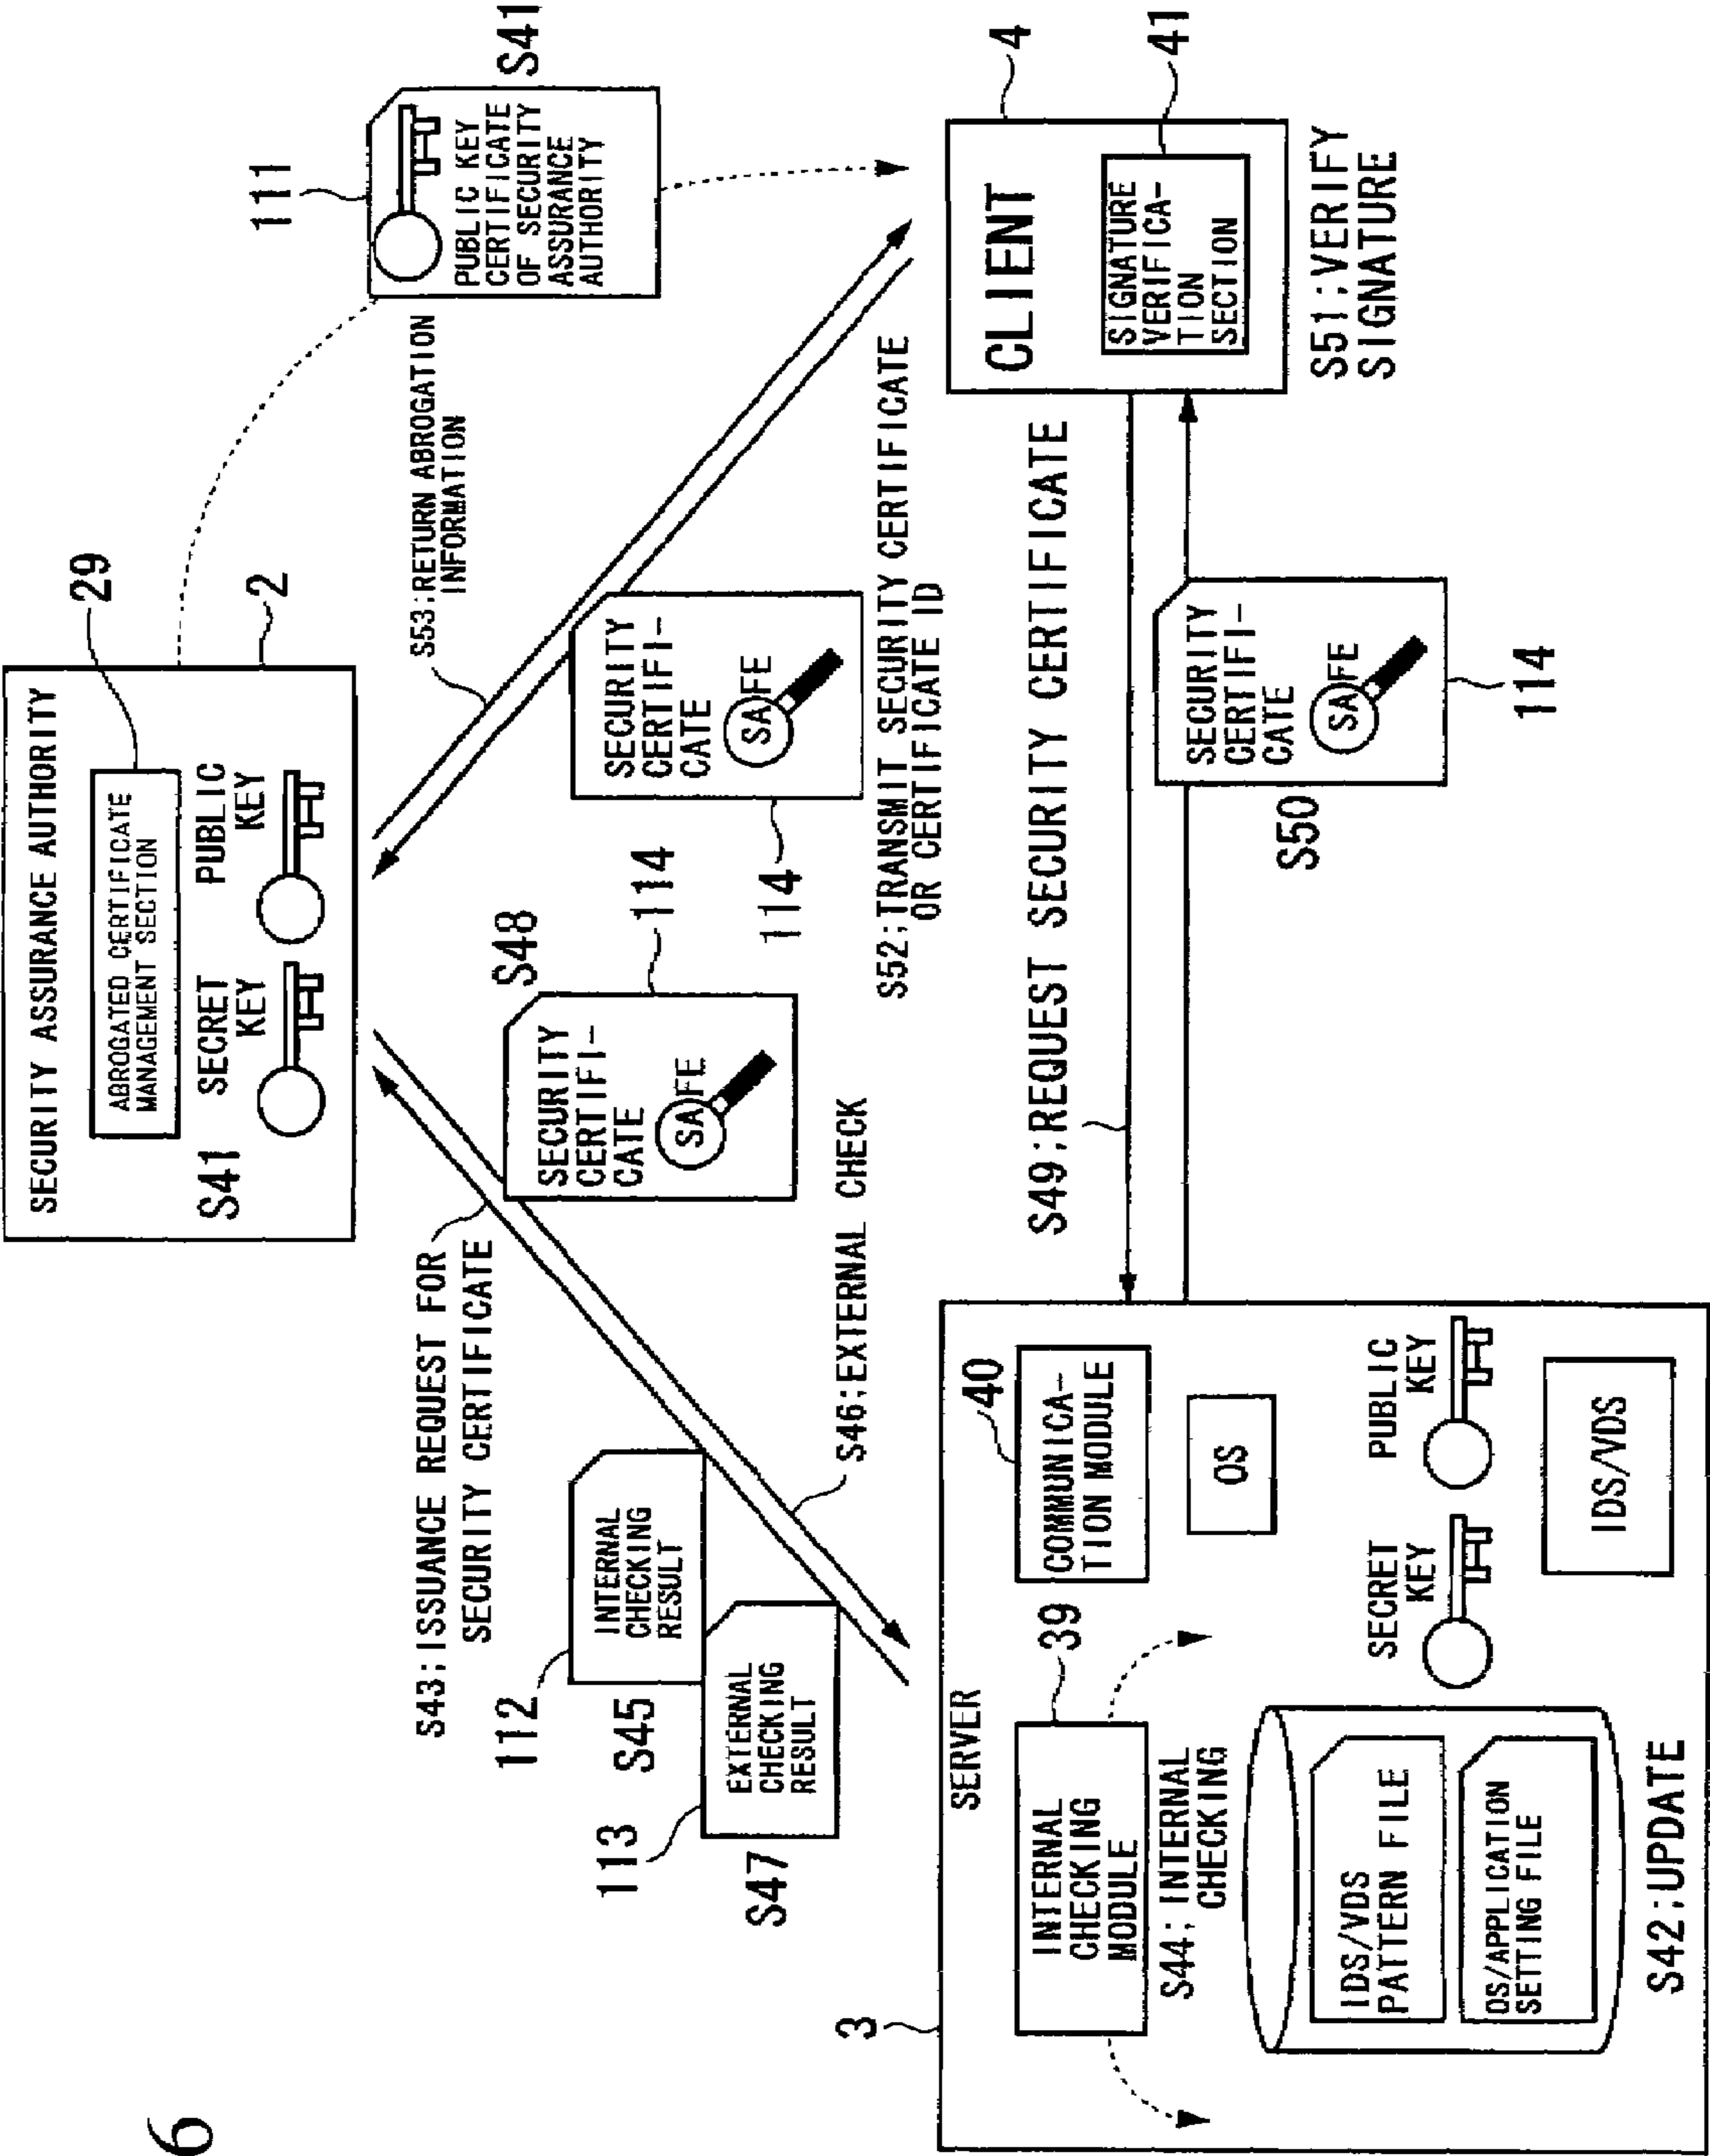 6
SECURITY ASSURANCE AUTHORITY
29
2
ABROGATED CERTIFICATE
MANAGEMENT SECTION
S41
SECRET
KEY
PUBLIC
KEY
111
PUBLIC KEY
CERTIFICATE
OF SECURITY
ASSURANCE
AUTHORITY
S41
S43;ISSUANCE REQUEST FOR
SECURITY CERTIFICATE
S53;RETURN ABROGATION
INFORMATION
112
INTERNAL
CHECKING
RESULT
S45
113
EXTERNAL
CHECKING
RESULT
S47
S48
SECURITY
CERTIFI-
CATE
SAFE
114
SECURITY
CERTIFI-
CATE
SAFE
114
S46;EXTERNAL CHECK
S52;TRANSMIT SECURITY CERTIFICATE
OR CERTIFICATE ID
3
SERVER
39
INTERNAL
CHECKING
MODULE
S44;INTERNAL
CHECKING
40
COMMUNICA-
TION MODULE
OS
IDS/VDS
PATTERN FILE
OS/APPLICATION
SETTING FILE
S42;UPDATE
SECRET
KEY
PUBLIC
KEY
IDS/VDS
S49;REQUEST SECURITY CERTIFICATE
SECURITY
CERTIFI-
CATE
SAFE
S50
114
4
CLIENT
41
SIGNATURE
VERIFICA-
TION
SECTION
S51;VERIFY
SIGNATURE